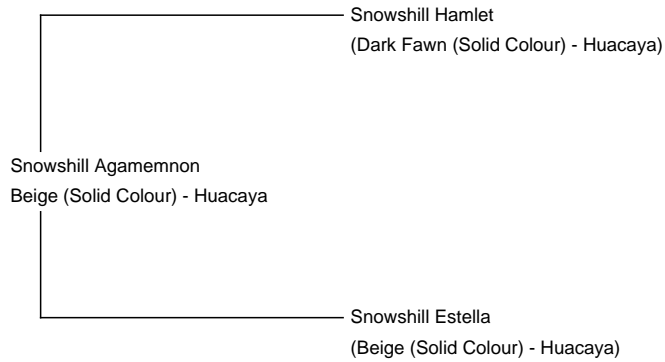 Snowshill Hamlet
(Dark Fawn (Solid Colour) - Huacaya)
Snowshill Agamemnon
Beige (Solid Colour) - Huacaya
Snowshill Estella
(Beige (Solid Colour) - Huacaya)